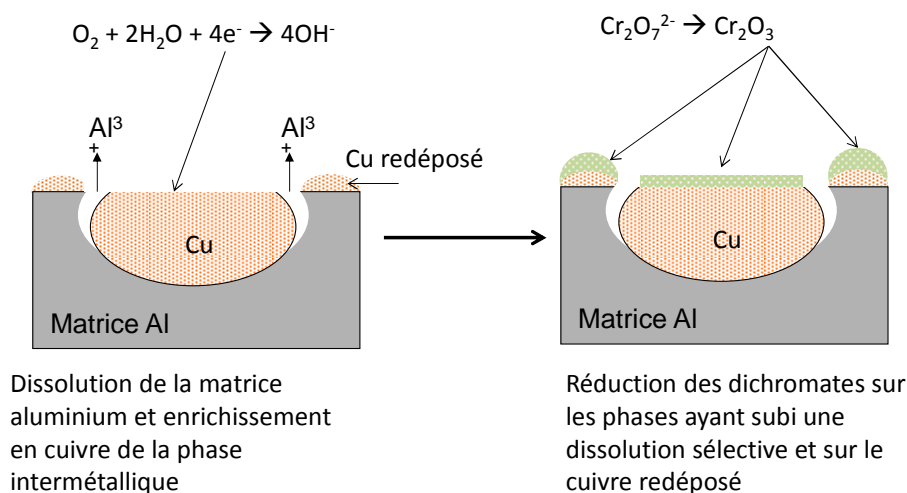 O₂ + 2H₂O + 4e⁻ → 4OH⁻
Cr₂O₇²⁻ → Cr₂O₃
Al³
+
Al³
+
Cu redéposé
Cu
Matrice Al
Cu
Matrice Al
Dissolution de la matrice
aluminium et enrichissement
en cuivre de la phase
intermétallique
Réduction des dichromates sur
les phases ayant subi une
dissolution sélective et sur le
cuivre redéposé